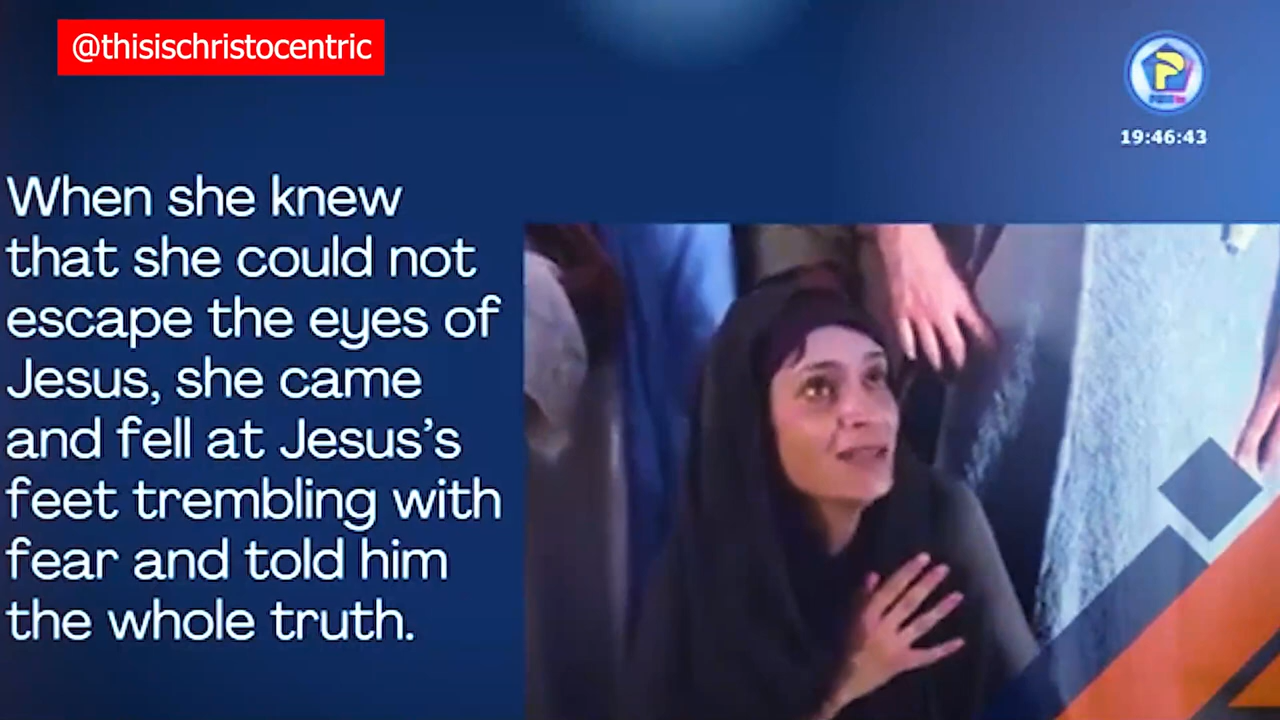 @thisischristocentric
19:46:43
When she knew
that she could not
escape the eyes of
Jesus, she came
and fell at Jesus’s
feet trembling with
fear and told him
the whole truth.